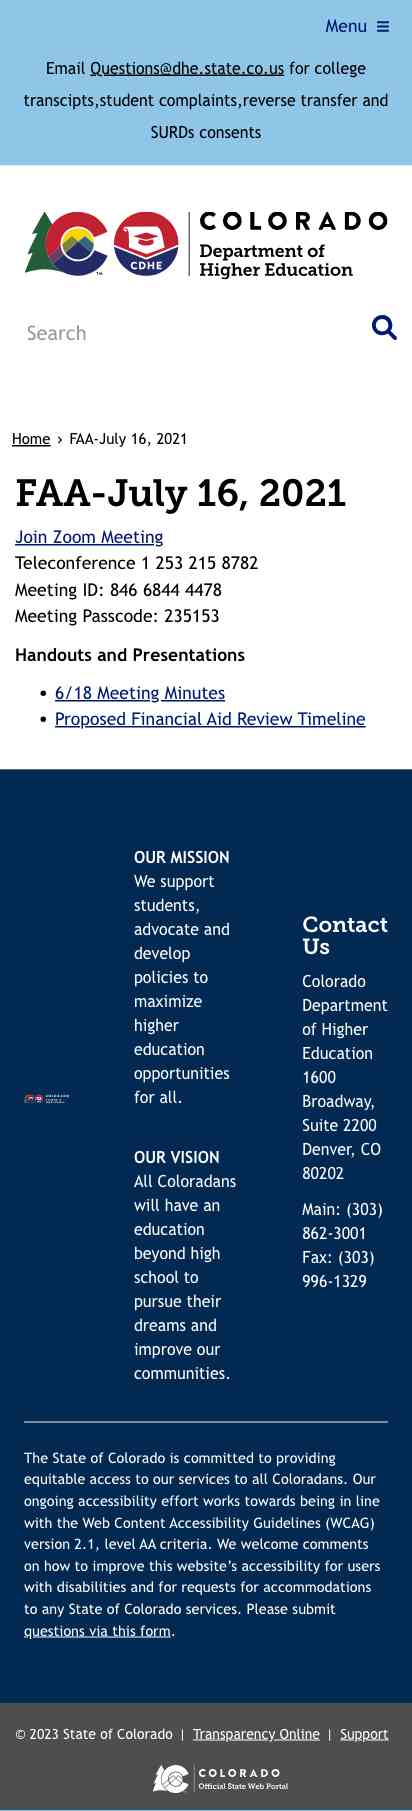 Menu
Email Questions@dhe.state.co.us for college
transcipts,student complaints,reverse transfer and
SURDs consents
COLORADO
Department of
Higher Education
CDHE
TM
Search
Home › FAA-July 16, 2021
FAA-July 16, 2021
Join Zoom Meeting
Teleconference 1 253 215 8782
Meeting ID: 846 6844 4478
Meeting Passcode: 235153
Handouts and Presentations
• 6/18 Meeting Minutes
• Proposed Financial Aid Review Timeline
OUR MISSION
We support
students,
advocate and
develop
policies to
maximize
higher
education
opportunities
for all.
OUR VISION
All Coloradans
will have an
education
beyond high
school to
pursue their
dreams and
improve our
communities.
Contact
Us
Colorado
Department
of Higher
Education
1600
Broadway,
Suite 2200
Denver, CO
80202
Main: (303)
862-3001
Fax: (303)
996-1329
The State of Colorado is committed to providing
equitable access to our services to all Coloradans. Our
ongoing accessibility effort works towards being in line
with the Web Content Accessibility Guidelines (WCAG)
version 2.1, level AA criteria. We welcome comments
on how to improve this website's accessibility for users
with disabilities and for requests for accommodations
to any State of Colorado services. Please submit
questions via this form.
© 2023 State of Colorado | Transparency Online | Support
COLORADO
Official State Web Portal